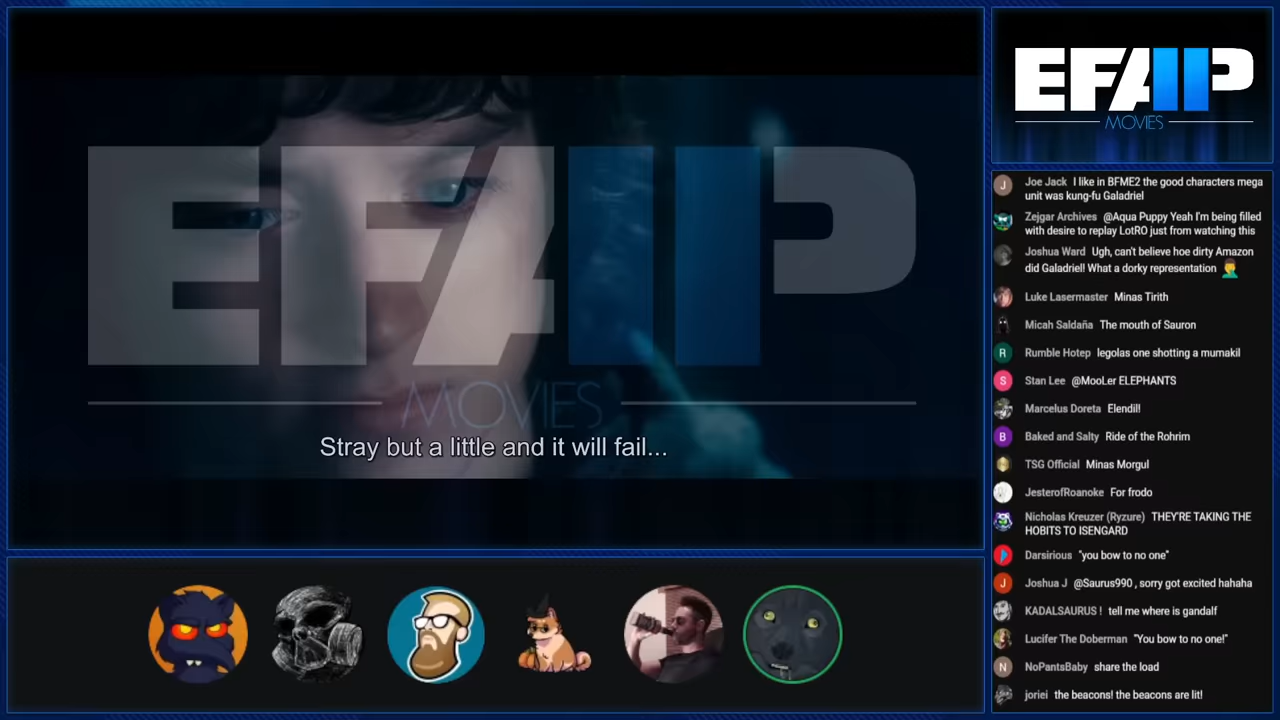 EFAP
MOVIES
Stray but a little and it will fail...
EFAP
MOVIES
J
Joe Jack I like in BFME2 the good characters mega
unit was kung-fu Galadriel
Zejgar Archives @Aqua Puppy Yeah I'm being filled
with desire to replay LotRO just from watching this
Joshua Ward Ugh, can't believe hoe dirty Amazon
did Galadriel! What a dorky representation
Luke Lasermaster Minas Tirith
Micah Saldaña The mouth of Sauron
R
Rumble Hotep legolas one shotting a mumakil
S
Stan Lee @MooLer ELEPHANTS
Marcelus Doreta Elendil!
B
Baked and Salty Ride of the Rohrim
TSG Official Minas Morgul
JesterofRoanoke For frodo
Nicholas Kreuzer (Ryzure) THEY'RE TAKING THE
HOBITS TO ISENGARD
Darsirious "you bow to no one"
J
Joshua J @Saurus990 , sorry got excited hahaha
KADALSAURUS ! tell me where is gandalf
Lucifer The Doberman "You bow to no one!"
N
NoPantsBaby share the load
joriei the beacons! the beacons are lit!